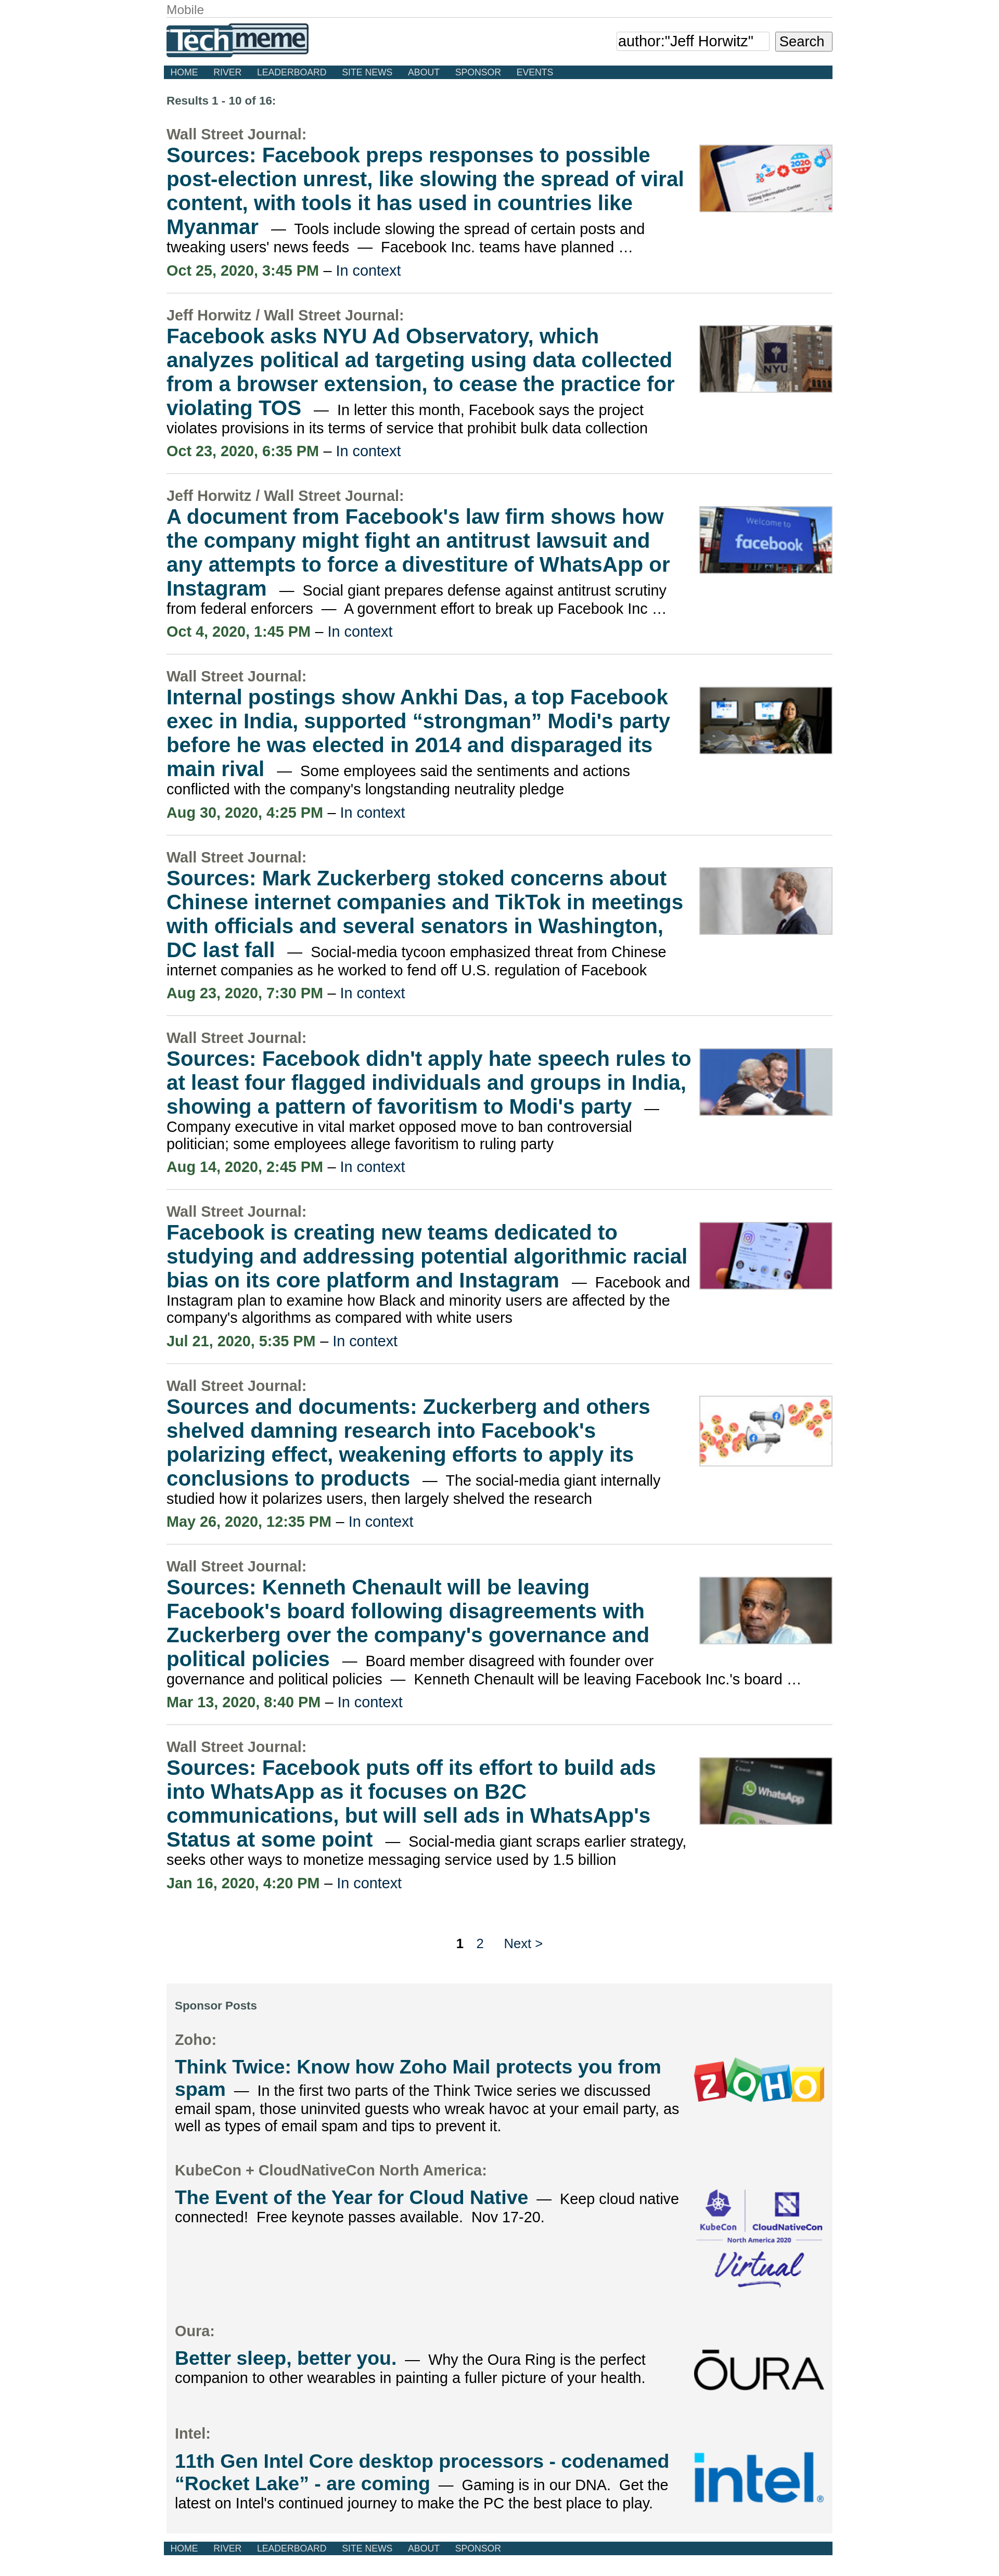 Mobile
Techmeme
author:"Jeff Horwitz"
Search
HOME RIVER LEADERBOARD SITE NEWS ABOUT SPONSOR EVENTS
Results 1 - 10 of 16:
Wall Street Journal:
Sources: Facebook preps responses to possible
post-election unrest, like slowing the spread of viral
content, with tools it has used in countries like
Myanmar — Tools include slowing the spread of certain posts and
tweaking users' news feeds — Facebook Inc. teams have planned …
Oct 25, 2020, 3:45 PM – In context
Jeff Horwitz / Wall Street Journal:
Facebook asks NYU Ad Observatory, which
analyzes political ad targeting using data collected
from a browser extension, to cease the practice for
violating TOS — In letter this month, Facebook says the project
violates provisions in its terms of service that prohibit bulk data collection
NYU
Oct 23, 2020, 6:35 PM – In context
Jeff Horwitz / Wall Street Journal:
A document from Facebook's law firm shows how
the company might fight an antitrust lawsuit and
any attempts to force a divestiture of WhatsApp or
Instagram — Social giant prepares defense against antitrust scrutiny
from federal enforcers — A government effort to break up Facebook Inc …
Welcome to
facebook
Oct 4, 2020, 1:45 PM – In context
Wall Street Journal:
Internal postings show Ankhi Das, a top Facebook
exec in India, supported “strongman” Modi's party
before he was elected in 2014 and disparaged its
main rival — Some employees said the sentiments and actions
conflicted with the company's longstanding neutrality pledge
Aug 30, 2020, 4:25 PM – In context
Wall Street Journal:
Sources: Mark Zuckerberg stoked concerns about
Chinese internet companies and TikTok in meetings
with officials and several senators in Washington,
DC last fall — Social-media tycoon emphasized threat from Chinese
internet companies as he worked to fend off U.S. regulation of Facebook
Aug 23, 2020, 7:30 PM – In context
Wall Street Journal:
Sources: Facebook didn't apply hate speech rules to
at least four flagged individuals and groups in India,
showing a pattern of favoritism to Modi's party —
Company executive in vital market opposed move to ban controversial
politician; some employees allege favoritism to ruling party
Aug 14, 2020, 2:45 PM – In context
Wall Street Journal:
Facebook is creating new teams dedicated to
studying and addressing potential algorithmic racial
bias on its core platform and Instagram — Facebook and
Instagram plan to examine how Black and minority users are affected by the
company's algorithms as compared with white users
Jul 21, 2020, 5:35 PM – In context
Wall Street Journal:
Sources and documents: Zuckerberg and others
shelved damning research into Facebook's
polarizing effect, weakening efforts to apply its
conclusions to products — The social-media giant internally
studied how it polarizes users, then largely shelved the research
May 26, 2020, 12:35 PM – In context
Wall Street Journal:
Sources: Kenneth Chenault will be leaving
Facebook's board following disagreements with
Zuckerberg over the company's governance and
political policies — Board member disagreed with founder over
governance and political policies — Kenneth Chenault will be leaving Facebook Inc.'s board …
Mar 13, 2020, 8:40 PM – In context
Wall Street Journal:
Sources: Facebook puts off its effort to build ads
into WhatsApp as it focuses on B2C
communications, but will sell ads in WhatsApp's
Status at some point — Social-media giant scraps earlier strategy,
seeks other ways to monetize messaging service used by 1.5 billion
WhatsApp
Jan 16, 2020, 4:20 PM – In context
1 2 Next >
Sponsor Posts
Zoho:
Think Twice: Know how Zoho Mail protects you from
spam — In the first two parts of the Think Twice series we discussed
email spam, those uninvited guests who wreak havoc at your email party, as
well as types of email spam and tips to prevent it.
ZOHO
KubeCon + CloudNativeCon North America:
The Event of the Year for Cloud Native — Keep cloud native
connected! Free keynote passes available. Nov 17-20.
KubeCon CloudNativeCon
North America 2020
Virtual
Oura:
Better sleep, better you. — Why the Oura Ring is the perfect
companion to other wearables in painting a fuller picture of your health.
ŌURA
Intel:
11th Gen Intel Core desktop processors - codenamed
“Rocket Lake” - are coming — Gaming is in our DNA. Get the
latest on Intel's continued journey to make the PC the best place to play.
intel®
HOME RIVER LEADERBOARD SITE NEWS ABOUT SPONSOR